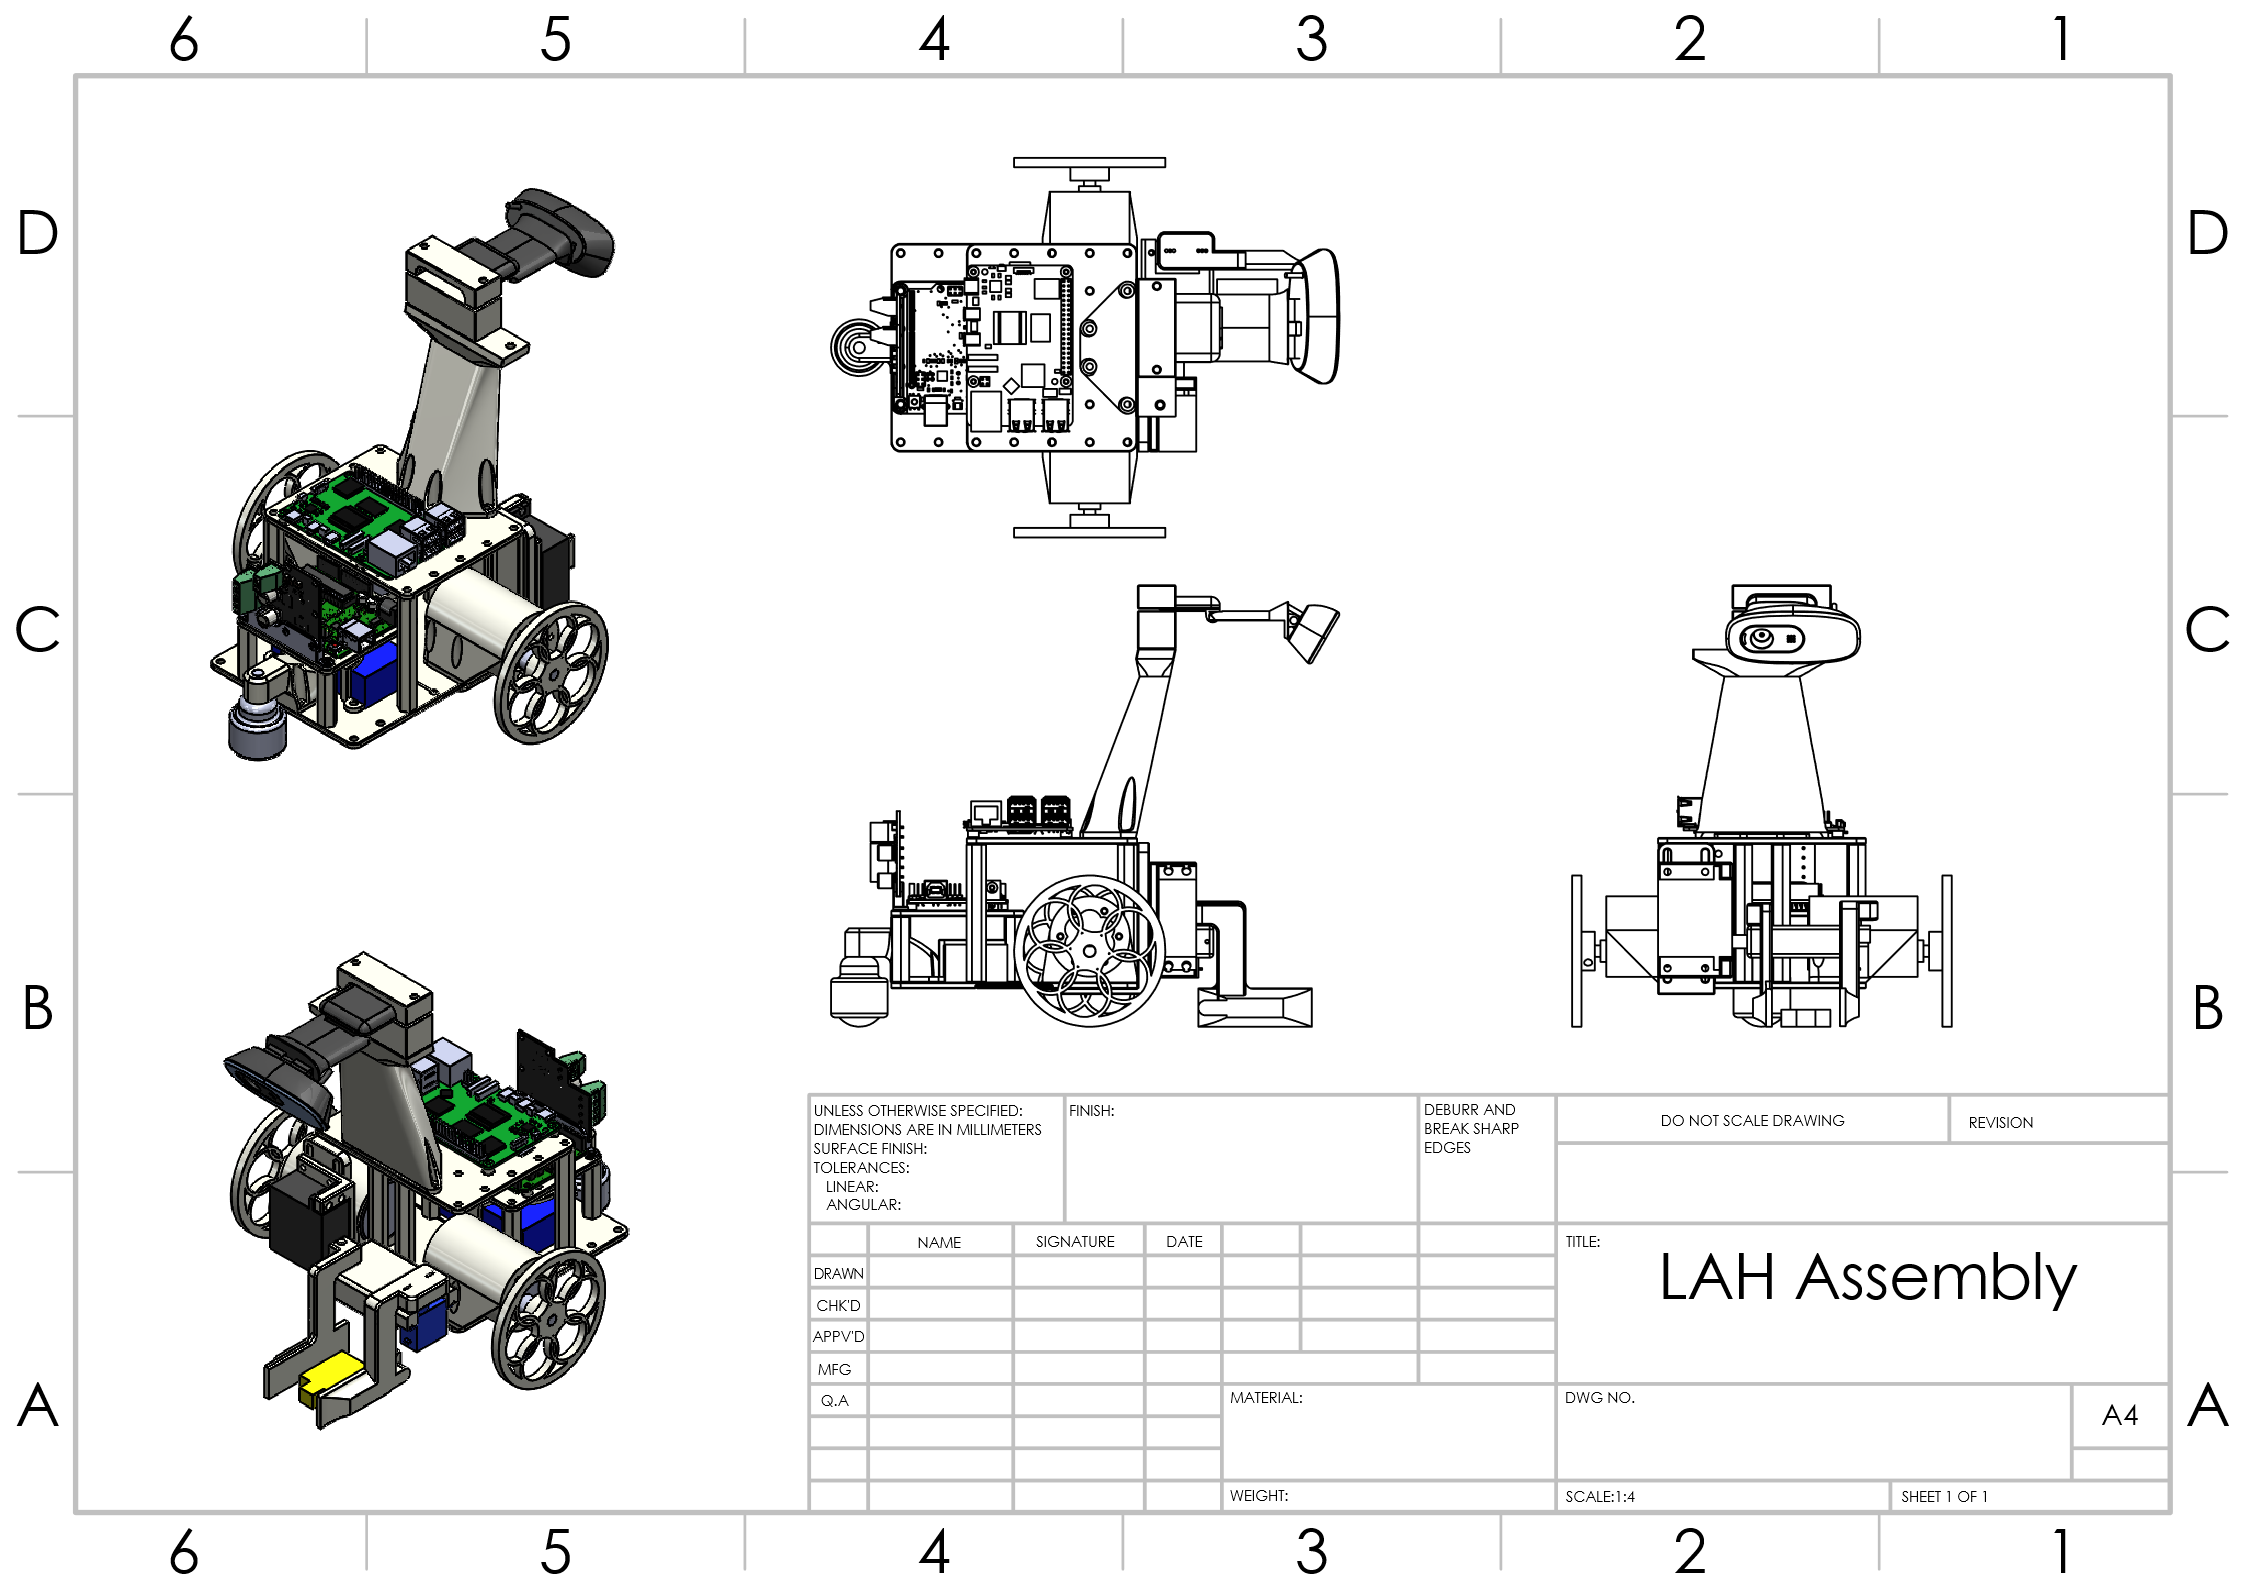 6 5 4 3 2 1
D D
C C
B B
A A
UNLESS OTHERWISE SPECIFIED:
DIMENSIONS ARE IN MILLIMETERS
SURFACE FINISH:
TOLERANCES:
LINEAR:
ANGULAR:
FINISH:
DEBURR AND
BREAK SHARP
EDGES
DO NOT SCALE DRAWING
REVISION
NAME SIGNATURE DATE
DRAWN
CHK'D
APPV'D
MFG
Q.A
TITLE:
LAH Assembly
MATERIAL:
DWG NO.
A4
WEIGHT:
SCALE:1:4
SHEET 1 OF 1
6 5 4 3 2 1